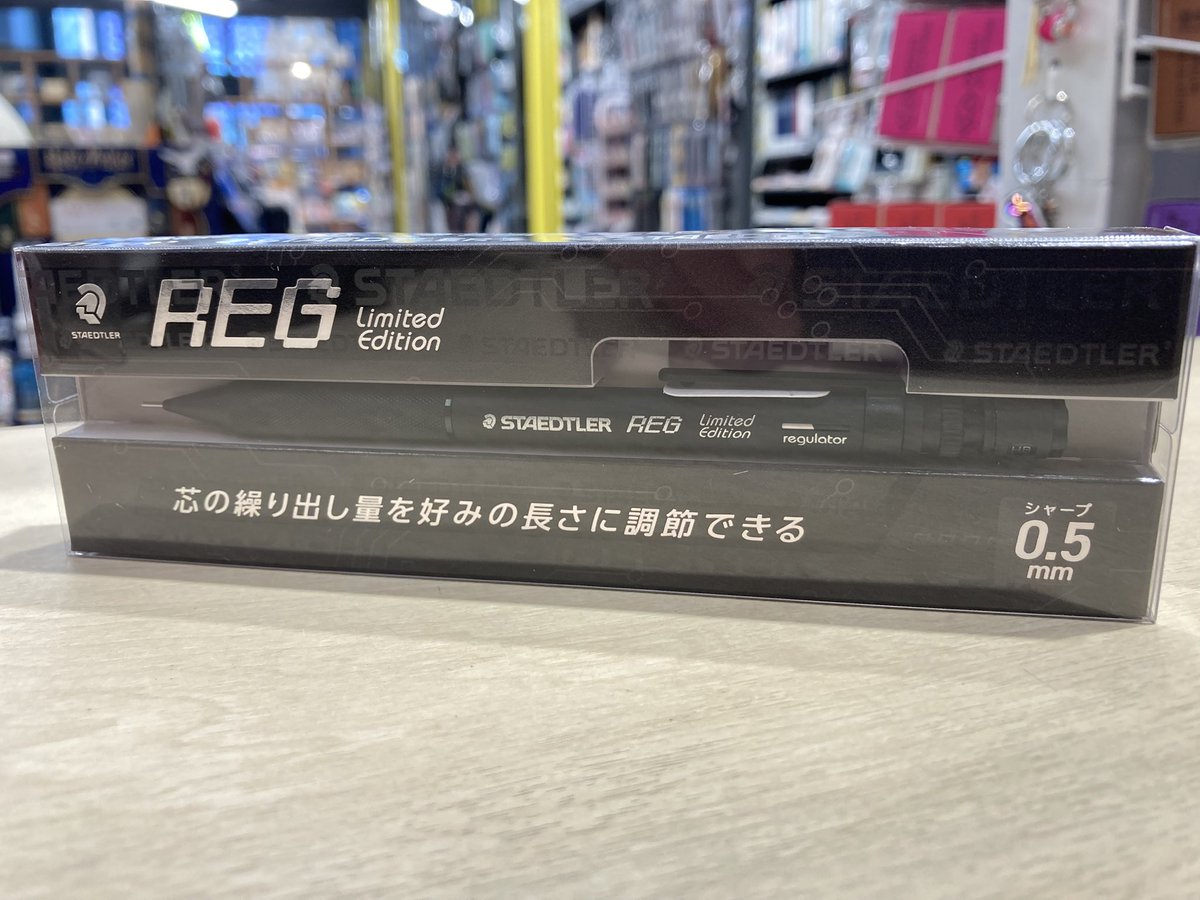 STAEDTLER
REG
Limited
Edition
STAEDTLER
STAEDTLER
STAEDTLER
STAEDTLER REG Limited
Edition
regulator
HB
芯の繰り出し量を好みの長さに調節できる
シャープ
0.5
mm